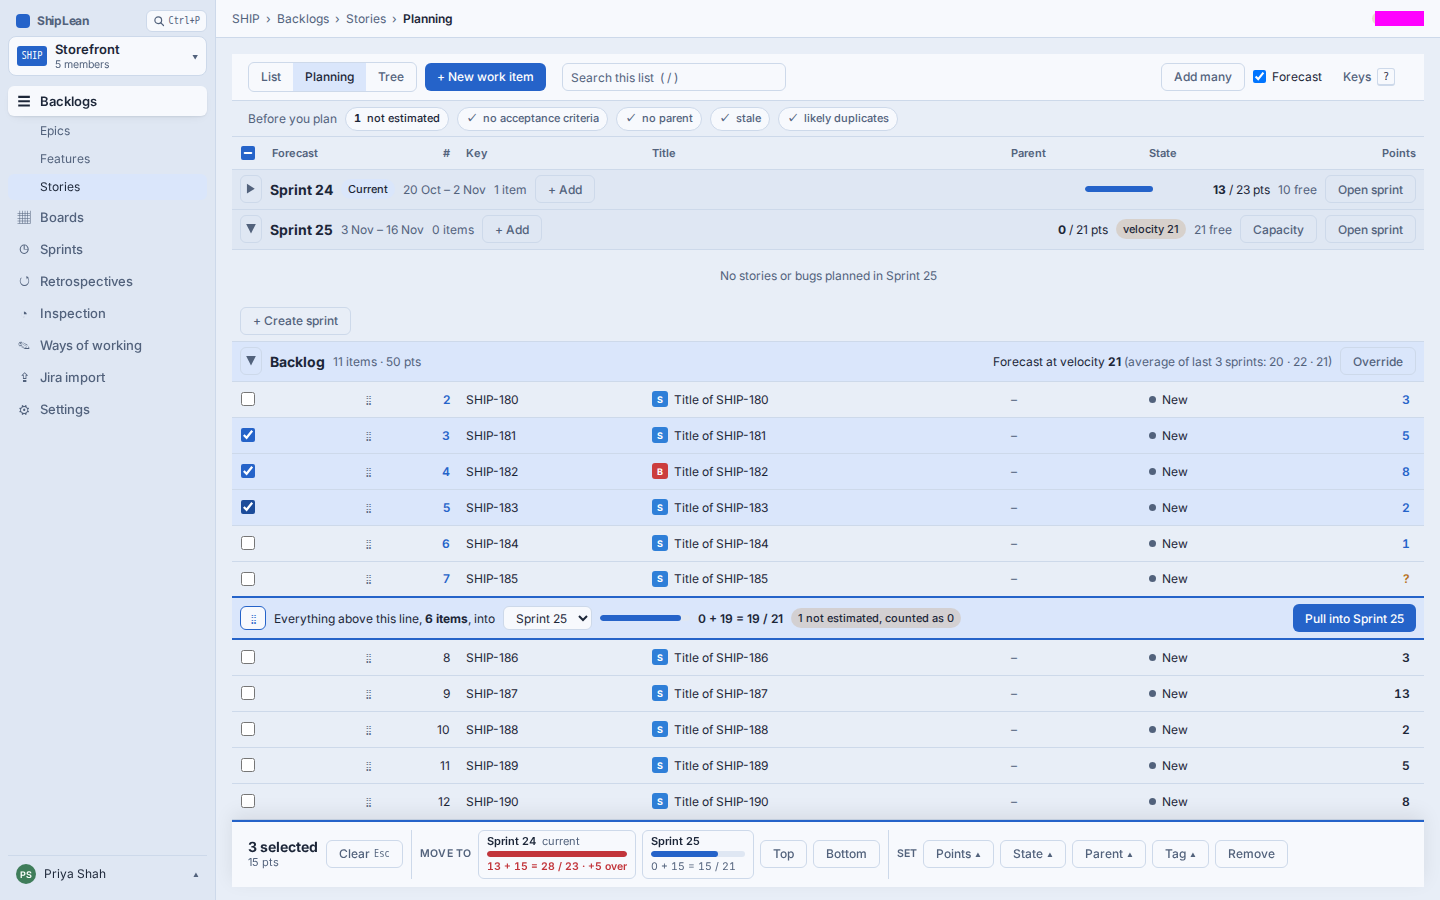 ShipLean Ctrl+P
SHIP Storefront
5 members
Backlogs
Epics
Features
Stories
Boards
Sprints
Retrospectives
Inspection
Ways of working
Jira import
Settings
PS Priya Shah
SHIP › Backlogs › Stories › Planning
List Planning Tree + New work item Search this list ( / ) Add many Forecast Keys ?
Before you plan 1 not estimated ✓ no acceptance criteria ✓ no parent ✓ stale ✓ likely duplicates
Forecast # Key Title Parent State Points
Sprint 24 Current 20 Oct – 2 Nov 1 item + Add 13 / 23 pts 10 free Open sprint
Sprint 25 3 Nov – 16 Nov 0 items + Add 0 / 21 pts velocity 21 21 free Capacity Open sprint
No stories or bugs planned in Sprint 25
+ Create sprint
Backlog 11 items · 50 pts Forecast at velocity 21 (average of last 3 sprints: 20 · 22 · 21) Override
2 SHIP-180 S Title of SHIP-180 – New 3
3 SHIP-181 S Title of SHIP-181 – New 5
4 SHIP-182 B Title of SHIP-182 – New 8
5 SHIP-183 S Title of SHIP-183 – New 2
6 SHIP-184 S Title of SHIP-184 – New 1
7 SHIP-185 S Title of SHIP-185 – New ?
Everything above this line, 6 items, into Sprint 25 0 + 19 = 19 / 21 1 not estimated, counted as 0 Pull into Sprint 25
8 SHIP-186 S Title of SHIP-186 – New 3
9 SHIP-187 S Title of SHIP-187 – New 13
10 SHIP-188 S Title of SHIP-188 – New 2
11 SHIP-189 S Title of SHIP-189 – New 5
12 SHIP-190 S Title of SHIP-190 – New 8
3 selected
15 pts
Clear Esc
MOVE TO
Sprint 24 current
13 + 15 = 28 / 23 · +5 over
Sprint 25
0 + 15 = 15 / 21
Top Bottom SET Points State Parent Tag Remove